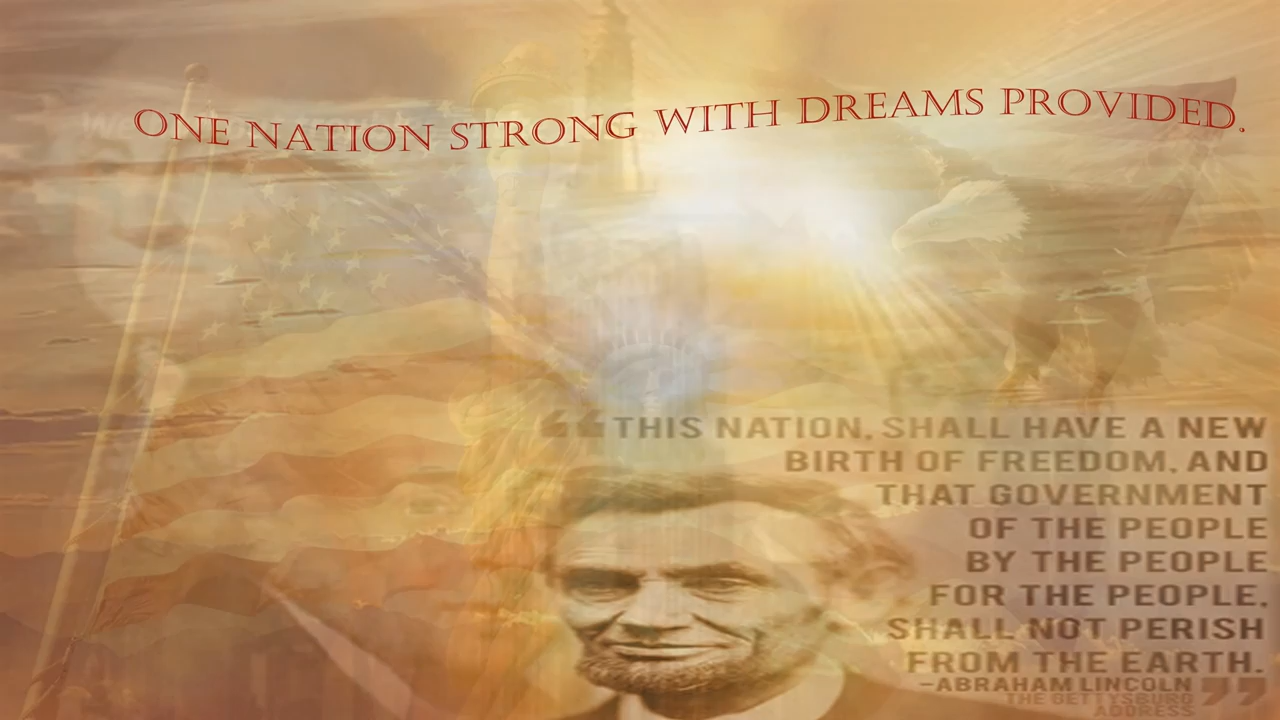 ONE NATION STRONG WITH DREAMS PROVIDED.
“THIS NATION, SHALL HAVE A NEW
BIRTH OF FREEDOM, AND
THAT GOVERNMENT
OF THE PEOPLE
BY THE PEOPLE
FOR THE PEOPLE,
SHALL NOT PERISH
FROM THE EARTH.
–ABRAHAM LINCOLN
THE GETTYSBURG
ADDRESS ”